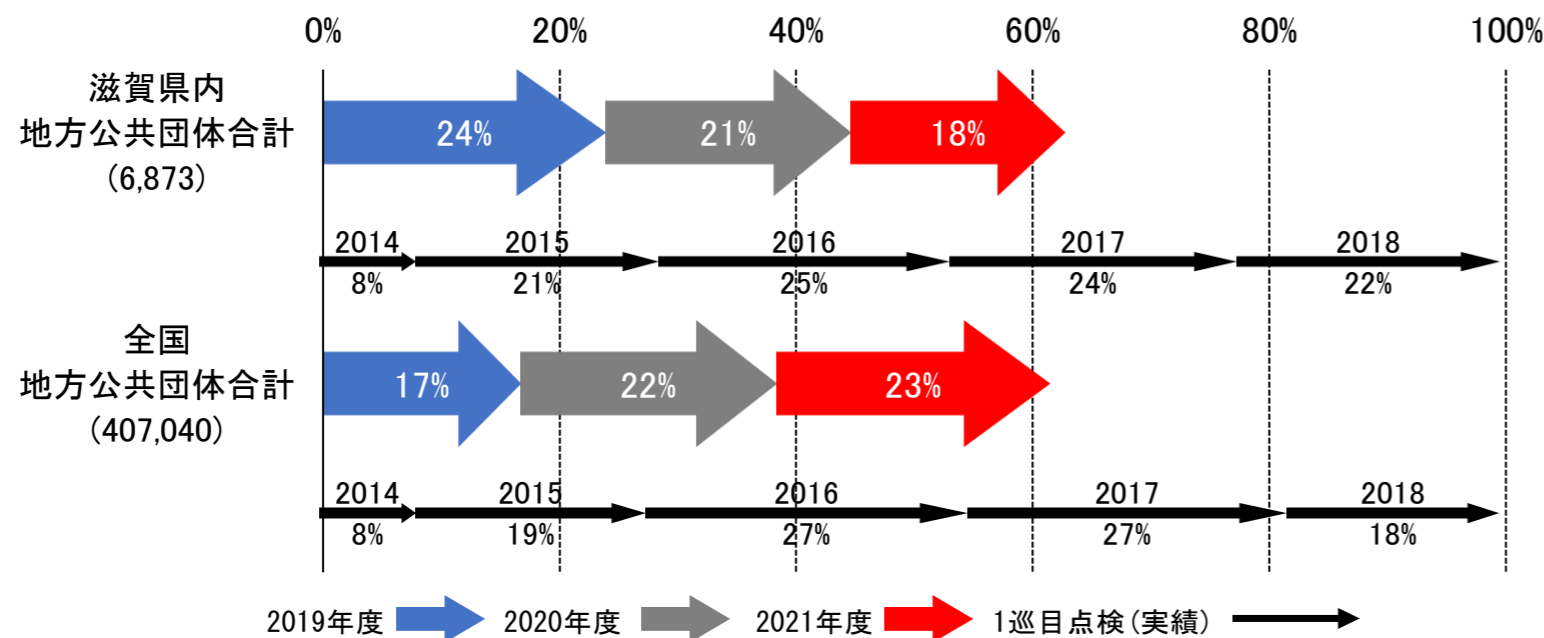 0% 20% 40% 60% 80% 100%
滋賀県内
地方公共団体合計
(6,873)
24% 21% 18%
2014 2015 2016 2017 2018
8% 21% 25% 24% 22%
全国
地方公共団体合計
(407,040)
17% 22% 23%
2014 2015 2016 2017 2018
8% 19% 27% 27% 18%
2019年度 2020年度 2021年度 1巡目点検(実績)